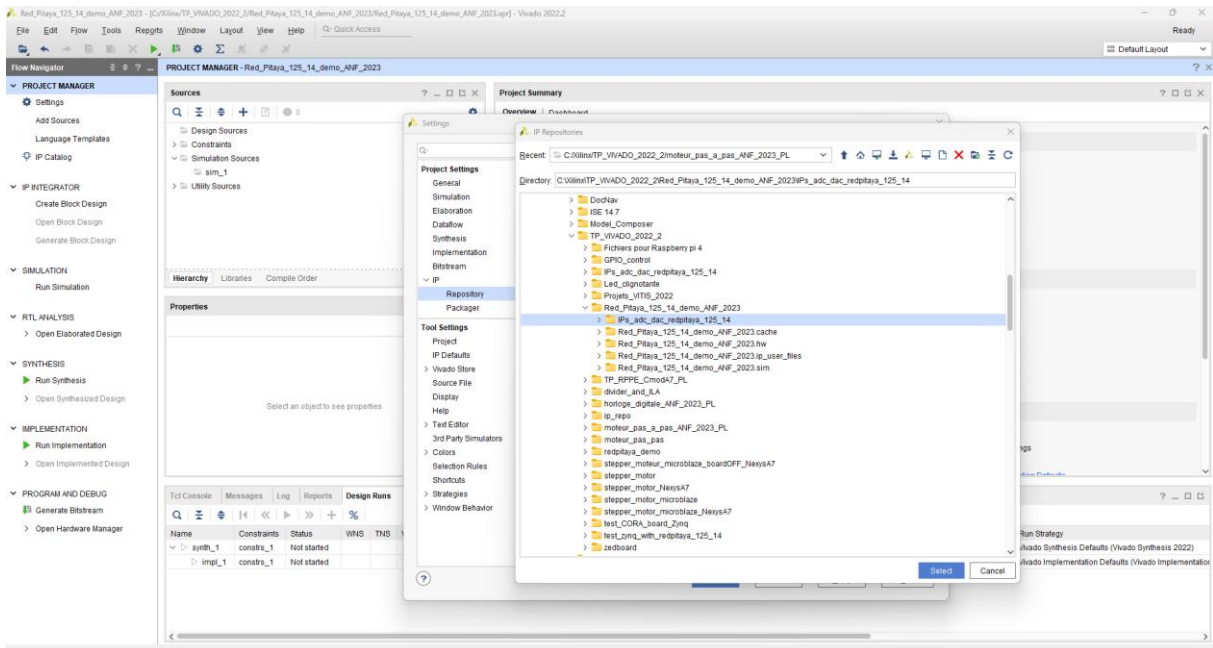 Red_Pitaya_125_14_demo_ANF_2023 - [C:/Xilinx/TP_VIVADO_2022_2/Red_Pitaya_125_14_demo_ANF_2023/Red_Pitaya_125_14_demo_ANF_2023.xpr] - Vivado 2022.2
File Edit Flow Tools Reports Window Layout View Help Quick Access
Ready
Default Layout
Flow Navigator
PROJECT MANAGER - Red_Pitaya_125_14_demo_ANF_2023
PROJECT MANAGER
Settings
Add Sources
Language Templates
IP Catalog
IP INTEGRATOR
Create Block Design
Open Block Design
Generate Block Design
SIMULATION
Run Simulation
RTL ANALYSIS
Open Elaborated Design
SYNTHESIS
Run Synthesis
Open Synthesized Design
IMPLEMENTATION
Run Implementation
Open Implemented Design
PROGRAM AND DEBUG
Generate Bitstream
Open Hardware Manager
Sources
Design Sources
Constraints
Simulation Sources
sim_1
Utility Sources
Hierarchy Libraries Compile Order
Properties
Select an object to see properties
Tcl Console Messages Log Reports Design Runs
Name Constraints Status WNS TNS
synth_1 constrs_1 Not started
impl_1 constrs_1 Not started
Project Summary
Overview Dashboard
Settings
Project Settings
General
Simulation
Elaboration
Dataflow
Synthesis
Implementation
Bitstream
IP
Repository
Packager
Tool Settings
Project
IP Defaults
Vivado Store
Source File
Display
Help
Text Editor
3rd Party Simulators
Colors
Selection Rules
Shortcuts
Strategies
Window Behavior
IP Repositories
Recent: C:/Xilinx/TP_VIVADO_2022_2/moteur_pas_a_pas_ANF_2023_PL
Directory: C:\Xilinx\TP_VIVADO_2022_2\Red_Pitaya_125_14_demo_ANF_2023\IPs_adc_dac_redpitaya_125_14
DocNav
ISE 14.7
Model_Composer
TP_VIVADO_2022_2
Fichiers pour Raspberry pi 4
GPIO_control
IPs_adc_dac_redpitaya_125_14
Led_clignotante
Projets_VITIS_2022
Red_Pitaya_125_14_demo_ANF_2023
IPs_adc_dac_redpitaya_125_14
Red_Pitaya_125_14_demo_ANF_2023.cache
Red_Pitaya_125_14_demo_ANF_2023.hw
Red_Pitaya_125_14_demo_ANF_2023.ip_user_files
Red_Pitaya_125_14_demo_ANF_2023.sim
TP_RPPE_CmodA7_PL
divider_and_ILA
horloge_digitale_ANF_2023_PL
ip_repo
moteur_pas_a_pas_ANF_2023_PL
moteur_pas_pas
redpitaya_demo
stepper_moteur_microblaze_boardOFF_NexysA7
stepper_motor
stepper_motor_NexysA7
stepper_motor_microblaze
stepper_motor_microblaze_NexysA7
test_CORA_board_Zynq
test_zynq_with_redpitaya_125_14
zedboard
Select Cancel
Run Strategy
Vivado Synthesis Defaults (Vivado Synthesis 2022)
Vivado Implementation Defaults (Vivado Implementation